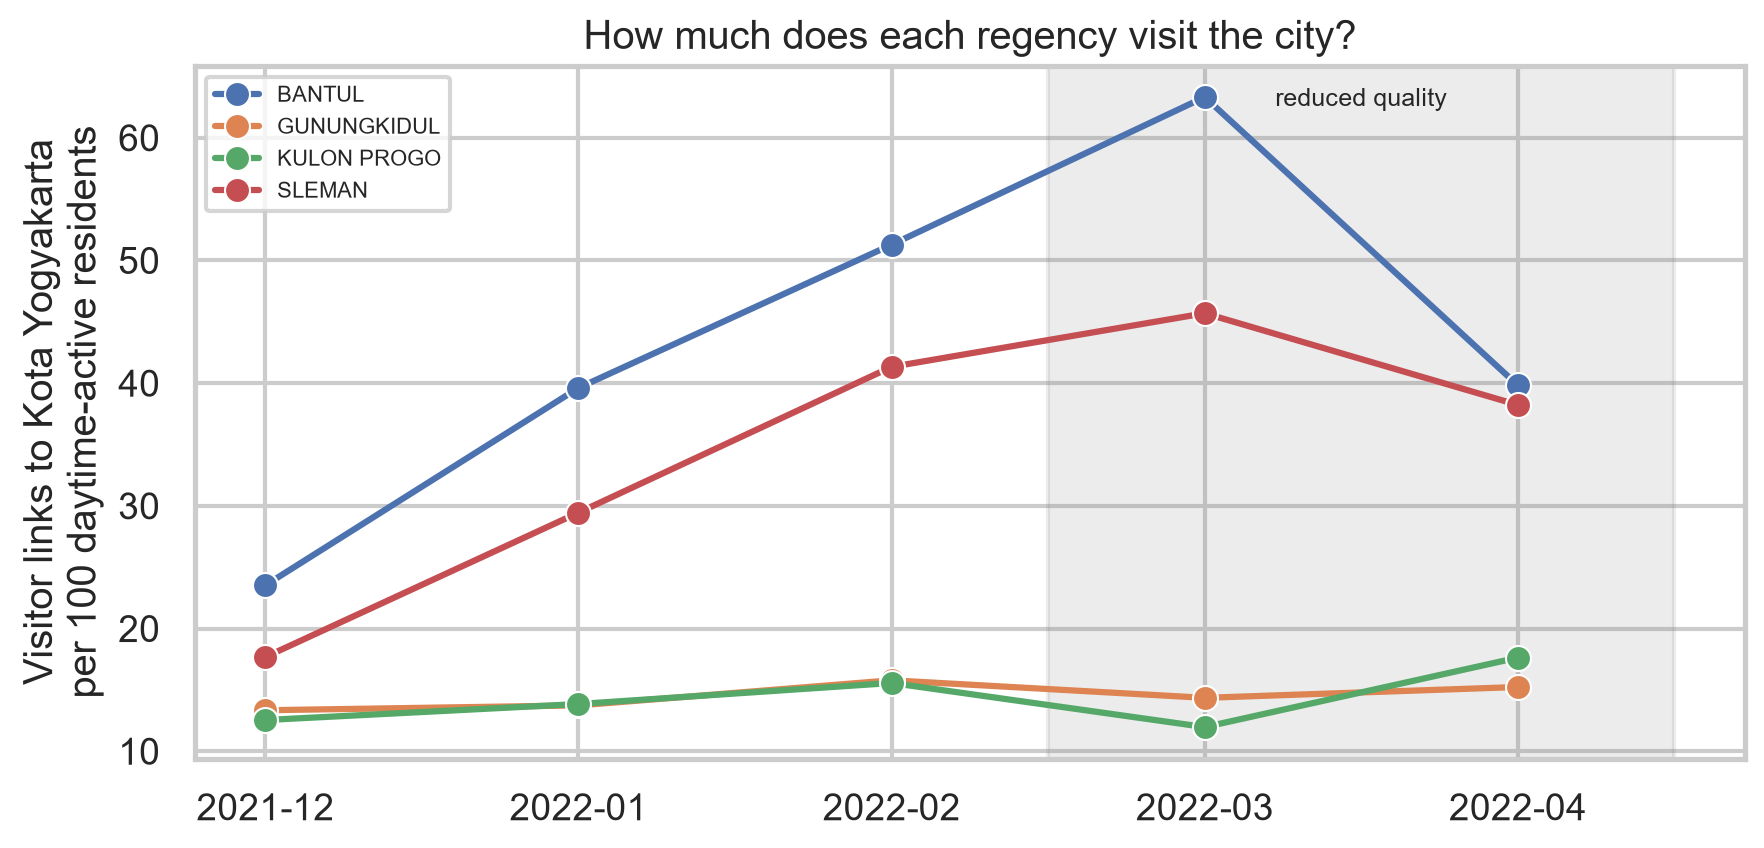 How much does each regency visit the city?
BANTUL
GUNUNGKIDUL
KULON PROGO
SLEMAN
reduced quality
Visitor links to Kota Yogyakarta
per 100 daytime-active residents
60
50
40
30
20
10
2021-12
2022-01
2022-02
2022-03
2022-04